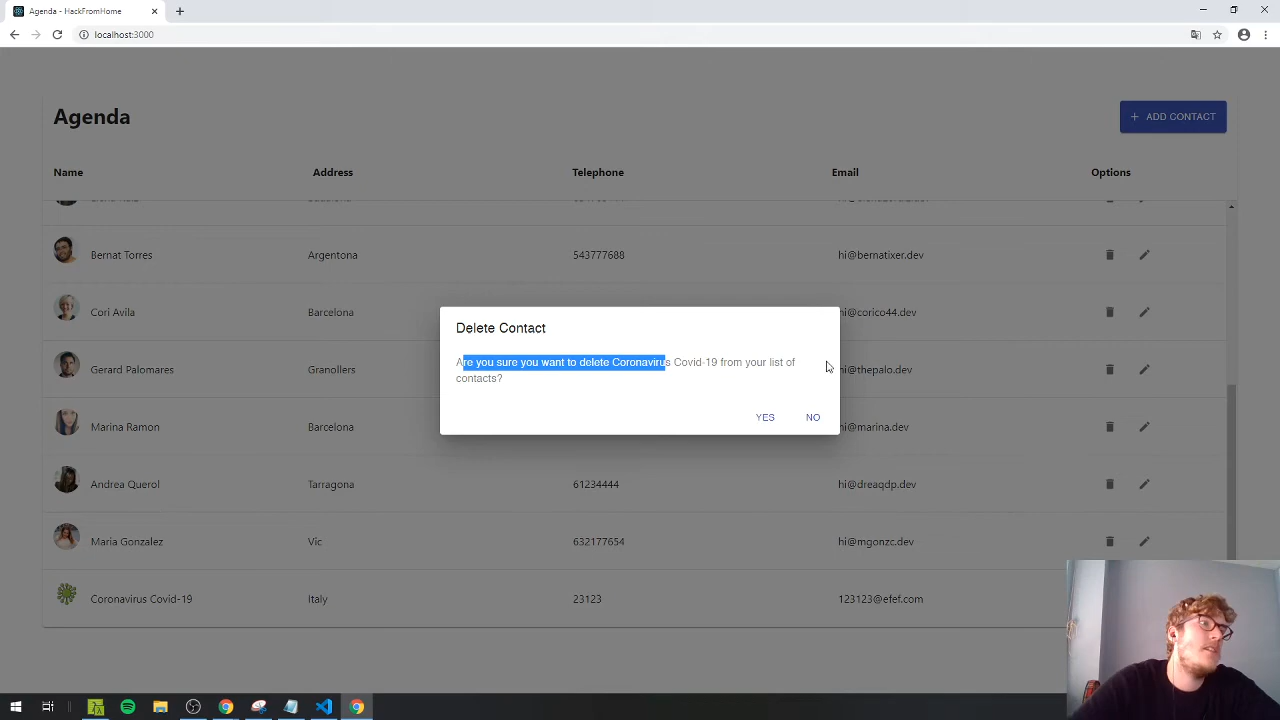 Agenda - HackFromHome
localhost:3000
Agenda
ADD CONTACT
Name Address Telephone Email Options
Bernat Torres Argentona 543777688 hi@bernatixer.dev
Cori Avila Barcelona hi@corico44.dev
Gerard Palomares Granollers hi@thepalo.dev
Marina Ramon Barcelona hi@marina.dev
Andrea Querol Tarragona 61234444 hi@dreaqdp.dev
Maria Gonzalez Vic 632177654 hi@mgonzc.dev
Coronavirus Covid-19 Italy 23123 123123@efef.com
Delete Contact
Are you sure you want to delete Coronavirus Covid-19 from your list of
contacts?
YES NO